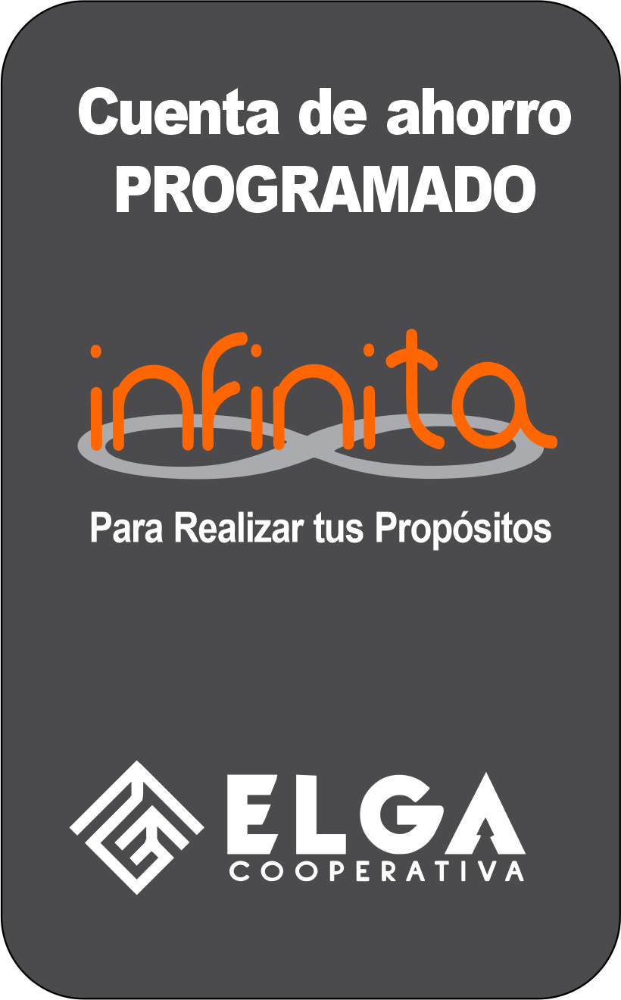 Cuenta de ahorro
PROGRAMADO
infinita
Para Realizar tus Propósitos
ELGA
COOPERATIVA